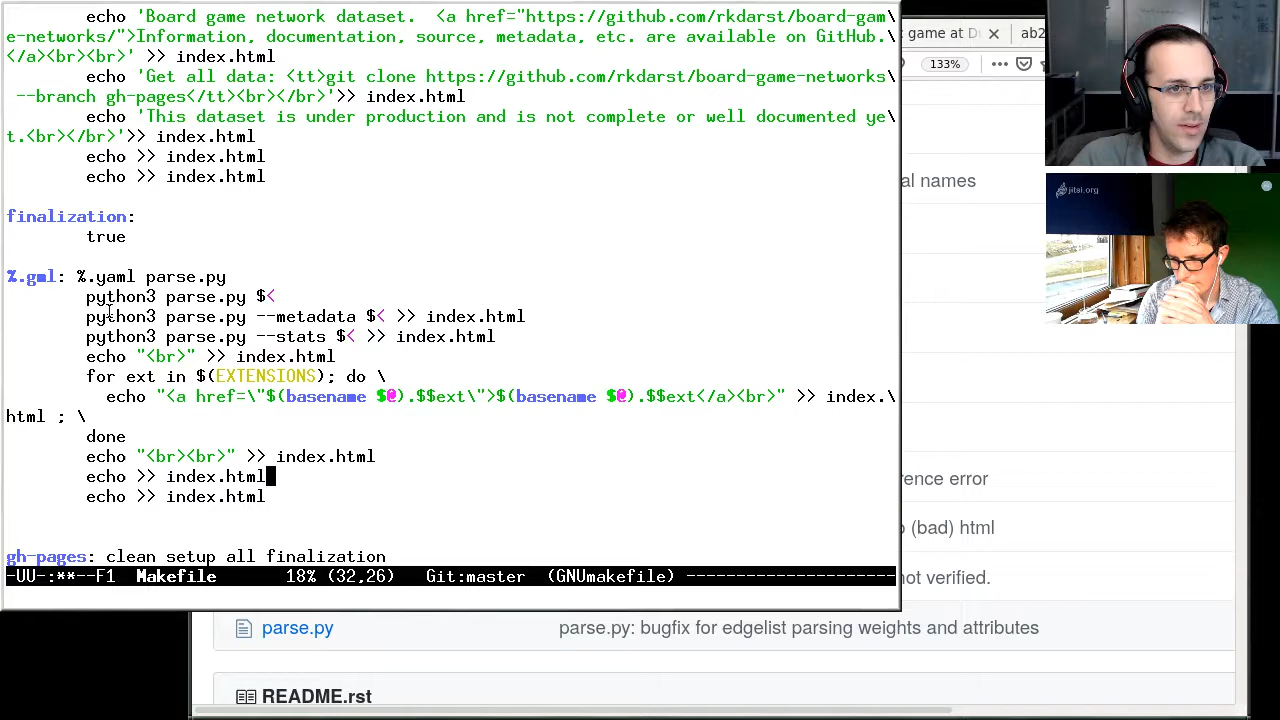 echo 'Board game network dataset.  <a href="https://github.com/rkdarst/board-gam\
e-networks/">Information, documentation, source, metadata, etc. are available on GitHub.\
</a><br><br>' >> index.html
echo 'Get all data: <tt>git clone https://github.com/rkdarst/board-game-networks\
--branch gh-pages</tt><br></br>'>> index.html
echo 'This dataset is under production and is not complete or well documented ye\
t.<br></br>'>> index.html
echo >> index.html
echo >> index.html
finalization:
true
%.gml: %.yaml parse.py
python3 parse.py $<
python3 parse.py --metadata $< >> index.html
python3 parse.py --stats $< >> index.html
echo "<br>" >> index.html
for ext in $(EXTENSIONS); do \
echo "<a href=\"$(basename $@).$$ext\">$(basename $@).$$ext</a><br>" >> index.\
html ; \
done
echo "<br><br>" >> index.html
echo >> index.html
echo >> index.html
gh-pages: clean setup all finalization
-UU-:**--F1  Makefile       18% (32,26)    Git:master  (GNUmakefile) ---------------------
game at D
ab2
133%
al names
rence error
(bad) html
not verified.
parse.py
parse.py: bugfix for edgelist parsing weights and attributes
README.rst
jitsi.org